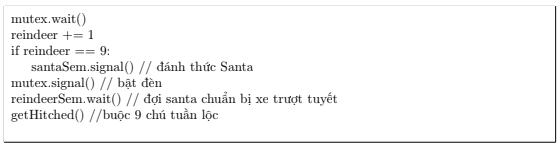 mutex.wait()
reindeer += 1
if reindeer == 9:
santaSem.signal() // đánh thức Santa
mutex.signal() // bật đèn
reindeerSem.wait() // đợi santa chuẩn bị xe trượt tuyết
getHitched() //buộc 9 chú tuần lộc